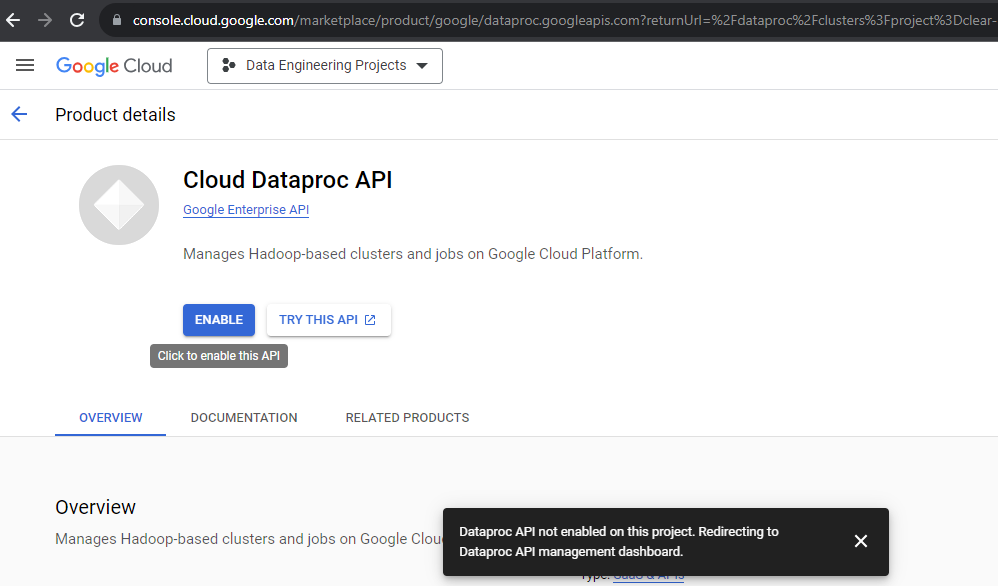 console.cloud.google.com/marketplace/product/google/dataproc.googleapis.com?returnUrl=%2Fdataproc%2Fclusters%3Fproject%3Dclear-
Google Cloud
Data Engineering Projects
Product details
Cloud Dataproc API
Google Enterprise API
Manages Hadoop-based clusters and jobs on Google Cloud Platform.
ENABLE
TRY THIS API
Click to enable this API
OVERVIEW
DOCUMENTATION
RELATED PRODUCTS
Overview
Manages Hadoop-based clusters and jobs on Google Clou
Dataproc API not enabled on this project. Redirecting to
Dataproc API management dashboard.
Type: SaaS & APIs